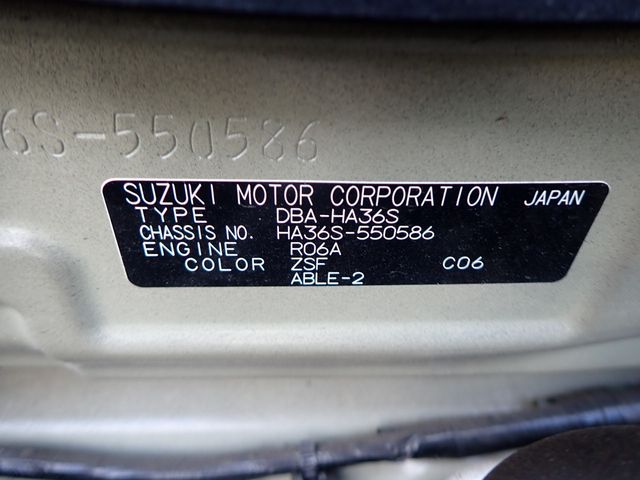 6S-550586
SUZUKI MOTOR CORPORATION JAPAN
TYPE DBA-HA36S
CHASSIS NO. HA36S-550586
ENGINE R06A
COLOR ZSF C06
ABLE-2